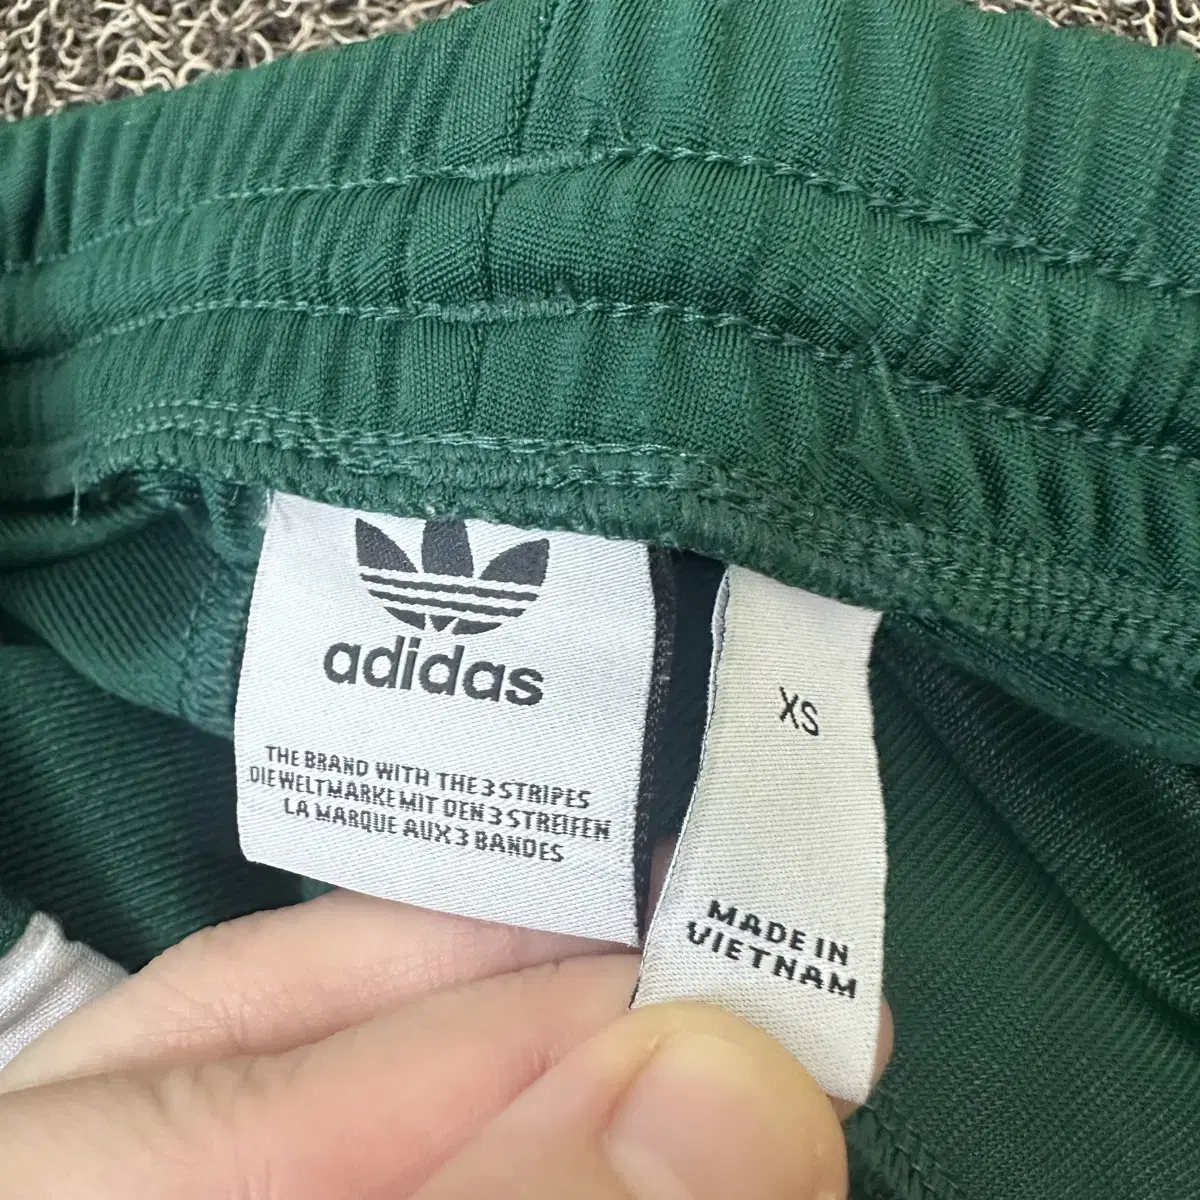 adidas
THE BRAND WITH THE 3 STRIPES
DIE WELTMARKE MIT DEN 3 STREIFEN
LA MARQUE AUX 3 BANDES
XS
MADE IN
VIETNAM